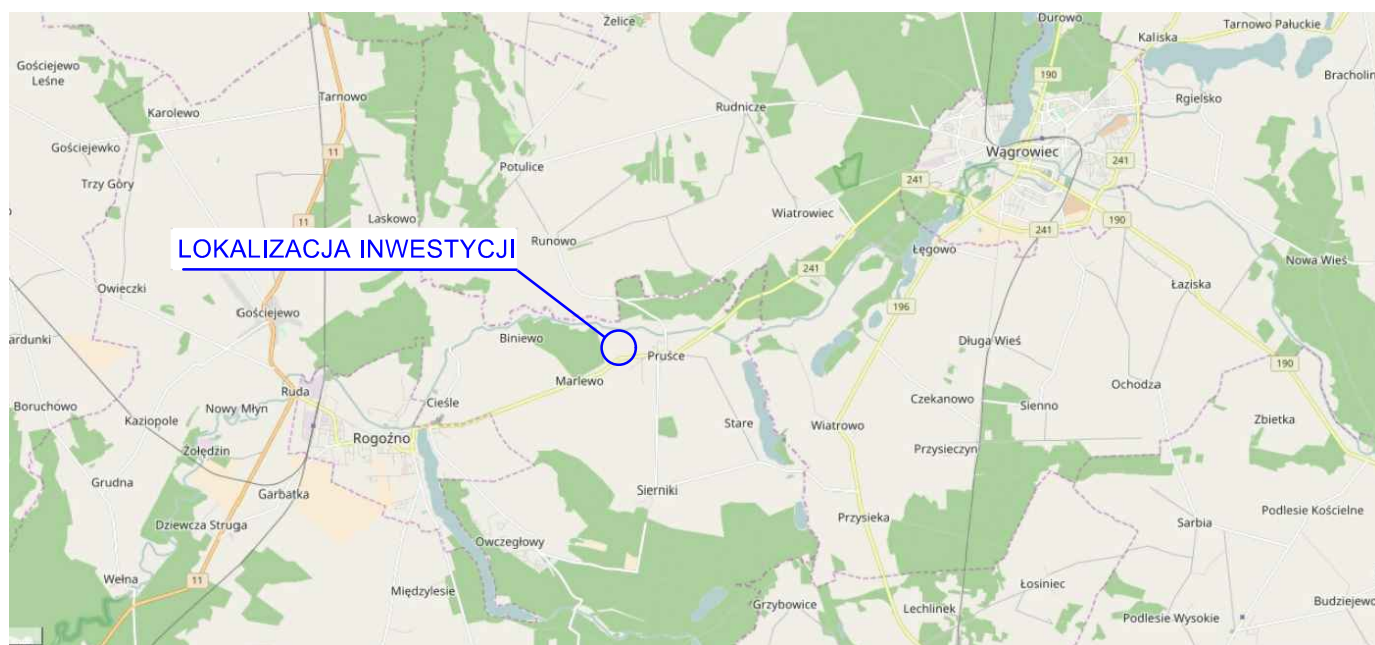 Żelice
Durowo
Tarnowo Pałuckie
Kaliska
Gościejewo
Leśne
190
Bracholin
Tarnowo
Rgielsko
Karolewo
Rudnicze
Gościejewko
11
Wągrowiec
241
Potulice
Trzy Góry
241
Laskowo
11
Wiatrowiec
190
241
LOKALIZACJA INWESTYCJI
Runowo
Łęgowo
Nowa Wieś
241
Owieczki
Łaziska
Gościejewo
196
ardunki
Biniewo
Pruśce
Długa Wieś
190
Marlewo
Ruda
Ochodza
Boruchowo
Nowy Młyn
Cieśle
Czekanowo
Sienno
Kaziopole
Stare
Wiatrowo
Zbietka
Rogoźno
Żołędzin
Przysieczyn
Grudna
Garbatka
Sierniki
Podlesie Kościelne
Dziewcza Struga
Przysieka
Sarbia
Owczegłowy
Wełna
11
Międzylesie
Łosiniec
Grzybowice
Lechlinek
Budziejewo
Podlesie Wysokie